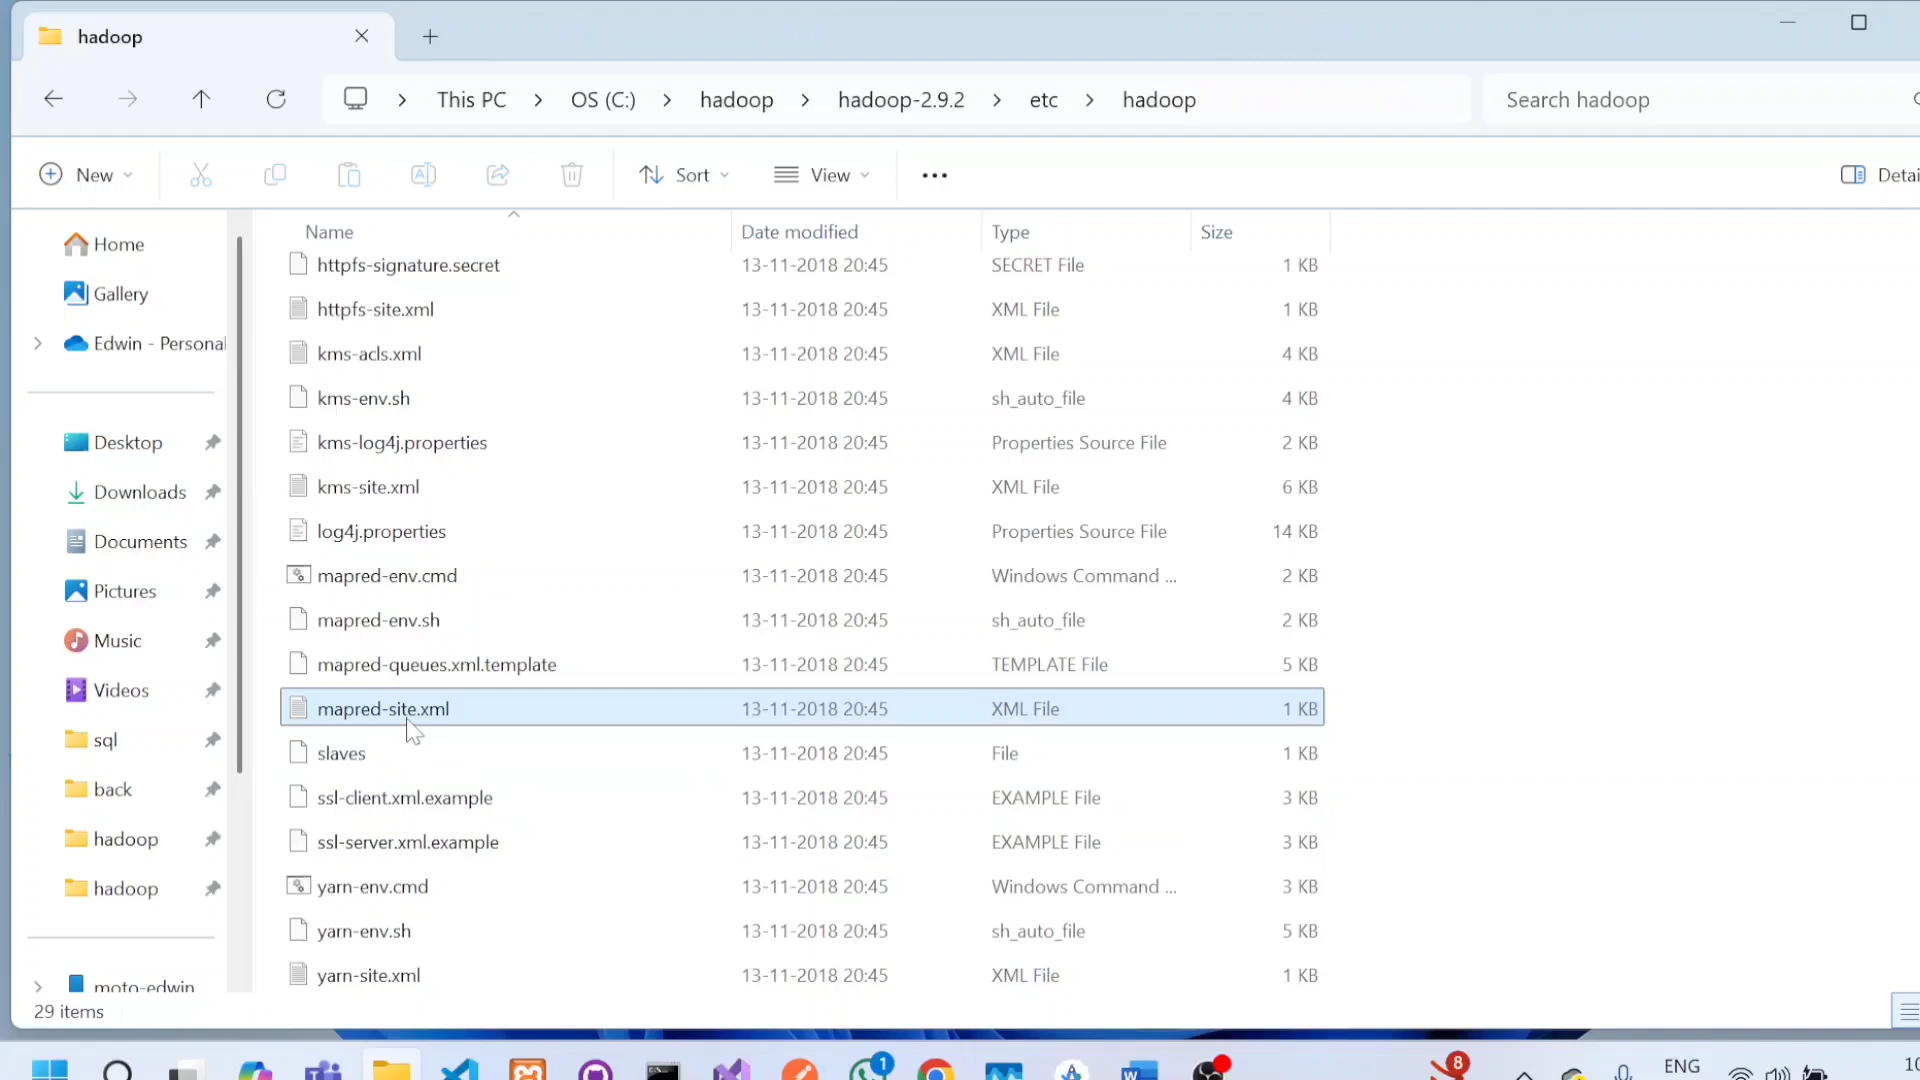 hadoop
This PC > OS (C:) > hadoop > hadoop-2.9.2 > etc > hadoop
Search hadoop
New
Sort
View
Name Date modified Type Size
Home
Gallery
Edwin - Personal
Desktop
Downloads
Documents
Pictures
Music
Videos
sql
back
hadoop
hadoop
moto-edwin
httpfs-signature.secret 13-11-2018 20:45 SECRET File 1 KB
httpfs-site.xml 13-11-2018 20:45 XML File 1 KB
kms-acls.xml 13-11-2018 20:45 XML File 4 KB
kms-env.sh 13-11-2018 20:45 sh_auto_file 4 KB
kms-log4j.properties 13-11-2018 20:45 Properties Source File 2 KB
kms-site.xml 13-11-2018 20:45 XML File 6 KB
log4j.properties 13-11-2018 20:45 Properties Source File 14 KB
mapred-env.cmd 13-11-2018 20:45 Windows Command ... 2 KB
mapred-env.sh 13-11-2018 20:45 sh_auto_file 2 KB
mapred-queues.xml.template 13-11-2018 20:45 TEMPLATE File 5 KB
mapred-site.xml 13-11-2018 20:45 XML File 1 KB
slaves 13-11-2018 20:45 File 1 KB
ssl-client.xml.example 13-11-2018 20:45 EXAMPLE File 3 KB
ssl-server.xml.example 13-11-2018 20:45 EXAMPLE File 3 KB
yarn-env.cmd 13-11-2018 20:45 Windows Command ... 3 KB
yarn-env.sh 13-11-2018 20:45 sh_auto_file 5 KB
yarn-site.xml 13-11-2018 20:45 XML File 1 KB
29 items
1
8
ENG